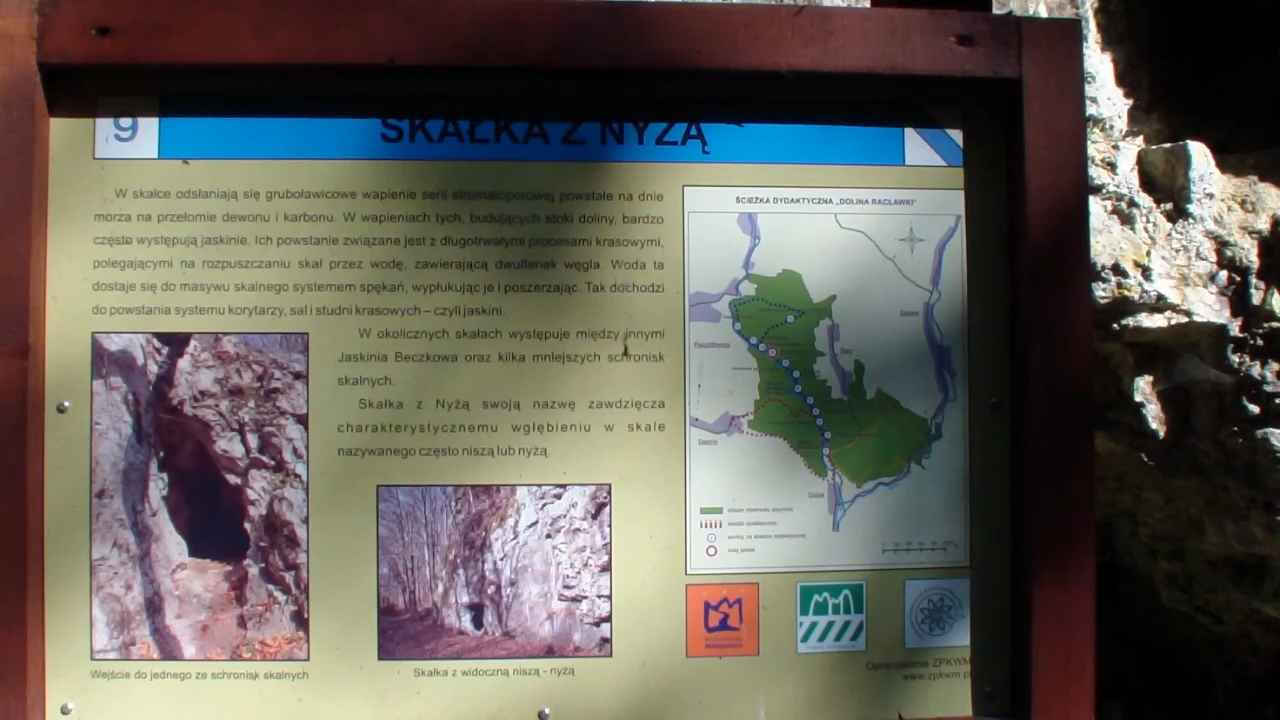 9
SKAŁKA Z NYŻĄ
W skałce odsłaniają się gruboławicowe wapienie serii stromatoporowej powstałe na dnie
morza na przełomie dewonu i karbonu. W wapieniach tych, budujących stoki doliny, bardzo
często występują jaskinie. Ich powstanie związane jest z długotrwałymi procesami krasowymi,
polegającymi na rozpuszczaniu skał przez wodę, zawierającą dwutlenek węgla. Woda ta
dostaje się do masywu skalnego systemem spękań, wypłukując je i poszerzając. Tak dochodzi
do powstania systemu korytarzy, sal i studni krasowych – czyli jaskini.
W okolicznych skałach występuje między innymi
Jaskinia Beczkowa oraz kilka mniejszych schronisk
skalnych.
Skałka z Nyżą swoją nazwę zawdzięcza
charakterystycznemu wgłębieniu w skale
nazywanego często niszą lub nyżą.
Wejście do jednego ze schronisk skalnych
Skałka z widoczną niszą - nyżą
ŚCIEŻKA DYDAKTYCZNA „DOLINA RACŁAWKI"
Paczółtowice
Dubie
Opracowanie ZPKWM
www.zpkwm.pl